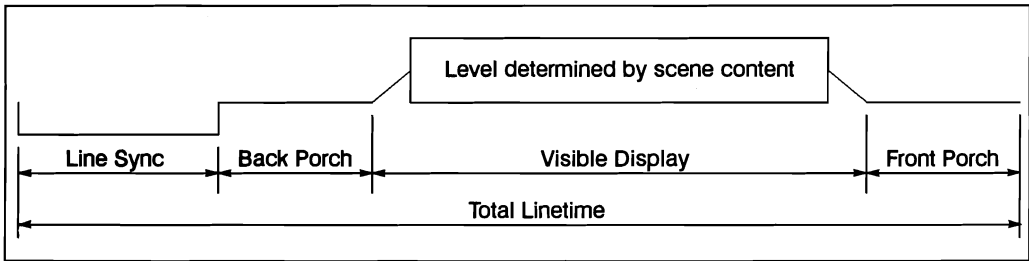 Level determined by scene content
Line Sync
Back Porch
Visible Display
Front Porch
Total Linetime